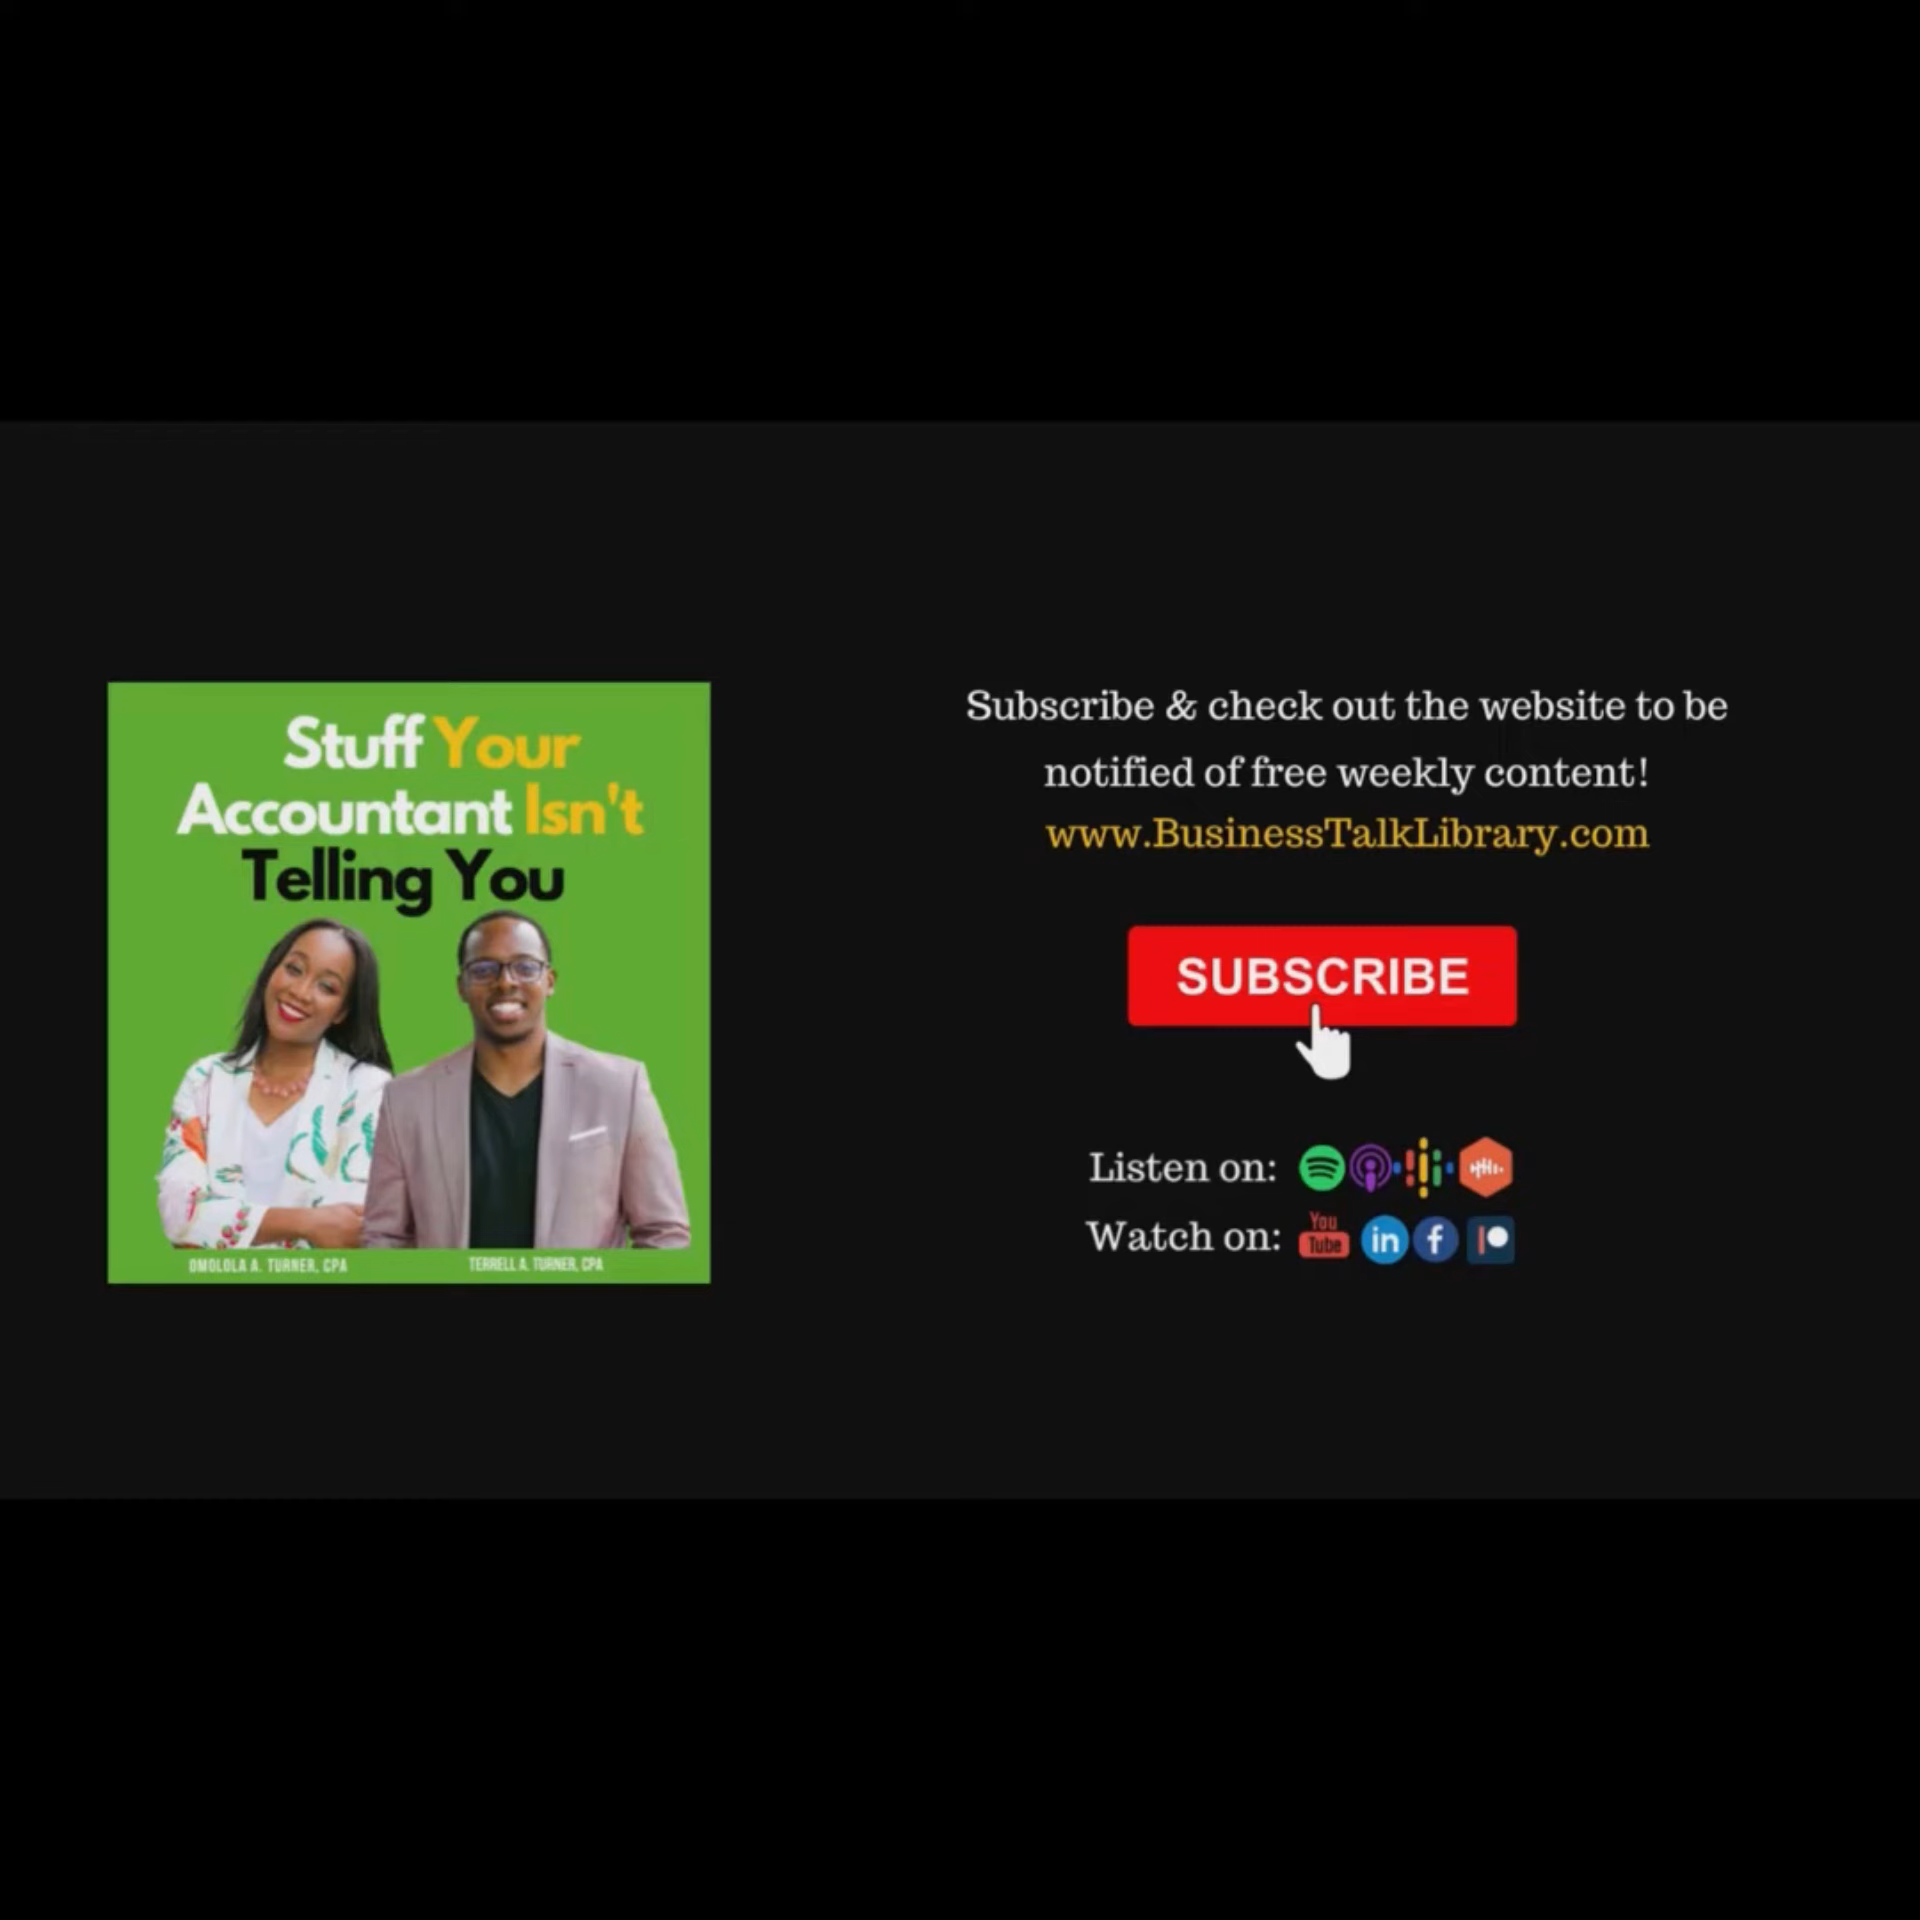 Stuff Your
Accountant Isn't
Telling You
OMOLOLA A. TURNER, CPA
TERRELL A. TURNER, CPA
Subscribe & check out the website to be
notified of free weekly content!
www.BusinessTalkLibrary.com
SUBSCRIBE
Listen on:
Watch on:
You
Tube
in
f